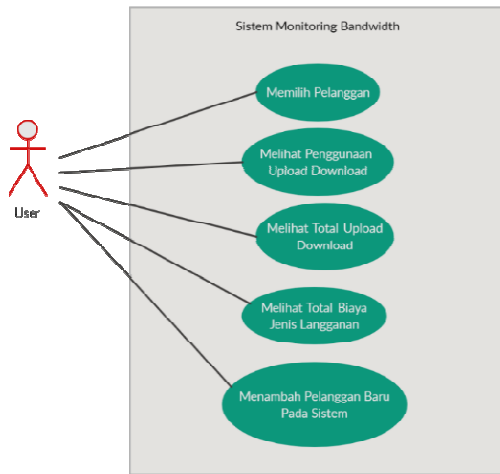 Sistem Monitoring Bandwidth
Memilih Pelanggan
Melihat Penggunaan
Upload Download
User
Melihat Total Upload
Download
Melihat Total Biaya
Jenis Langganan
Menambah Pelanggan Baru
Pada Sistem